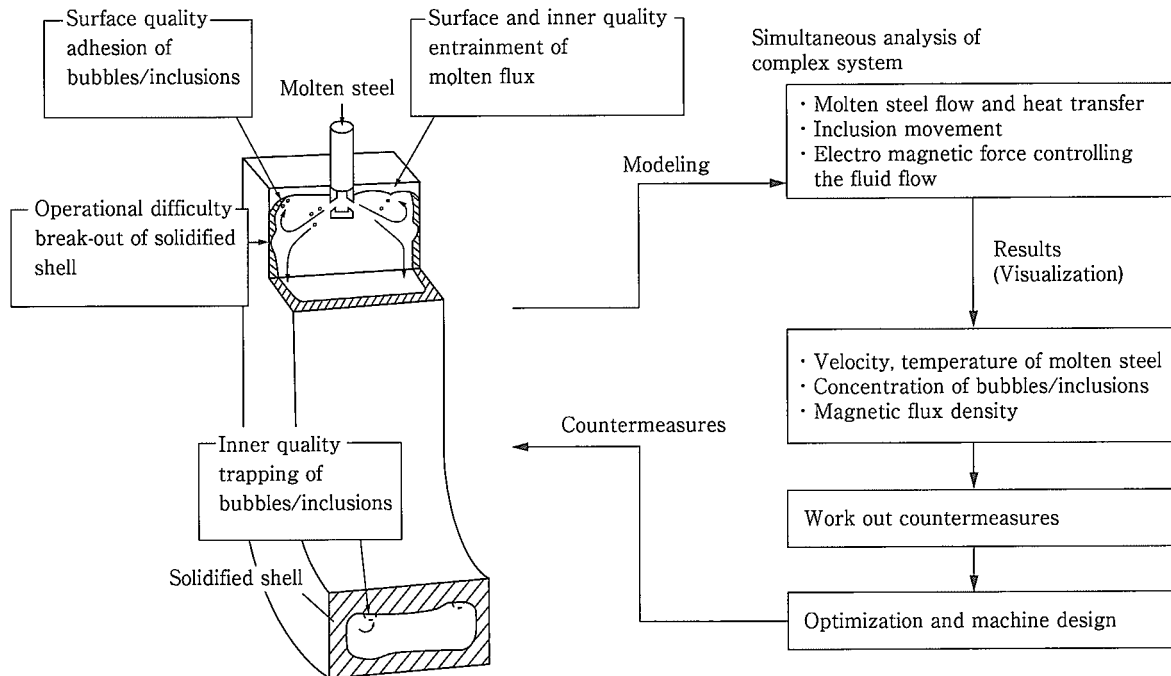 Surface quality
adhesion of
bubbles/inclusions
Surface and inner quality
entrainment of
molten flux
Molten steel
Operational difficulty
break-out of solidified
shell
Inner quality
trapping of
bubbles/inclusions
Solidified shell
Modeling
Countermeasures
Simultaneous analysis of
complex system
· Molten steel flow and heat transfer
· Inclusion movement
· Electro magnetic force controlling
the fluid flow
Results
(Visualization)
· Velocity, temperature of molten steel
· Concentration of bubbles/inclusions
· Magnetic flux density
Work out countermeasures
Optimization and machine design